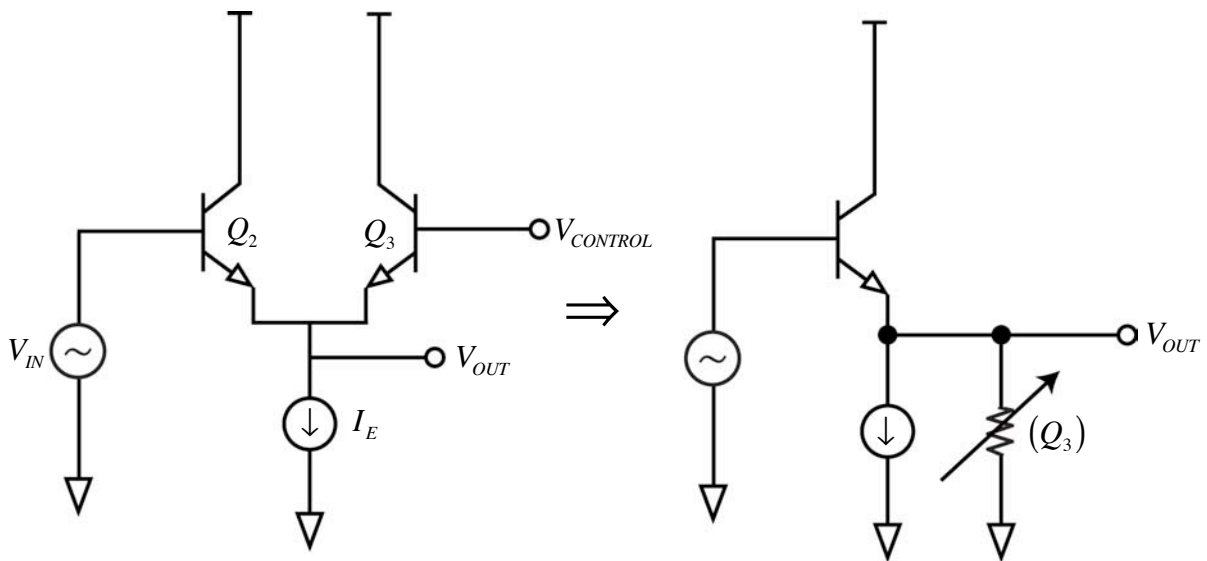 Q2
Q3
VCONTROL
VIN
VOUT
IE
⇒
VOUT
(Q3)